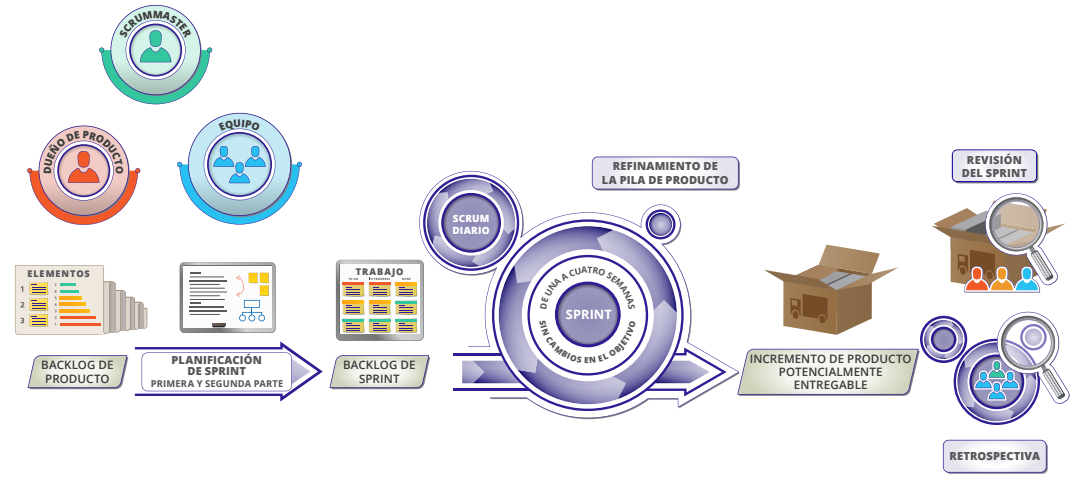 SCRUMMASTER
DUEÑO DE PRODUCTO
EQUIPO
ELEMENTOS
1
2
3
BACKLOG DE
PRODUCTO
PLANIFICACIÓN
DE SPRINT
PRIMERA Y SEGUNDA PARTE
TRABAJO
BACKLOG DE
SPRINT
SCRUM
DIARIO
REFINAMIENTO DE
LA PILA DE PRODUCTO
DE UNA A CUATRO SEMANAS
SPRINT
SIN CAMBIOS EN EL OBJETIVO
INCREMENTO DE PRODUCTO
POTENCIALMENTE
ENTREGABLE
REVISIÓN
DEL SPRINT
RETROSPECTIVA